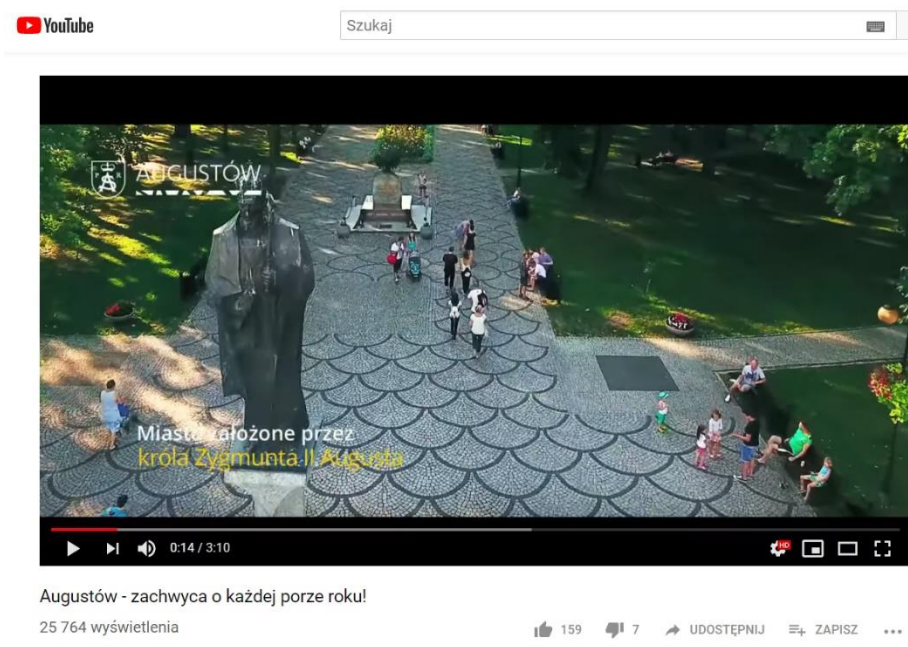 YouTube
Szukaj
AUGUSTÓW
Miasto założone przez
króla Zygmunta II Augusta
0:14 / 3:10
HD
Augustów - zachwyca o każdej porze roku!
25 764 wyświetlenia
159 7 UDOSTĘPNIJ ZAPISZ